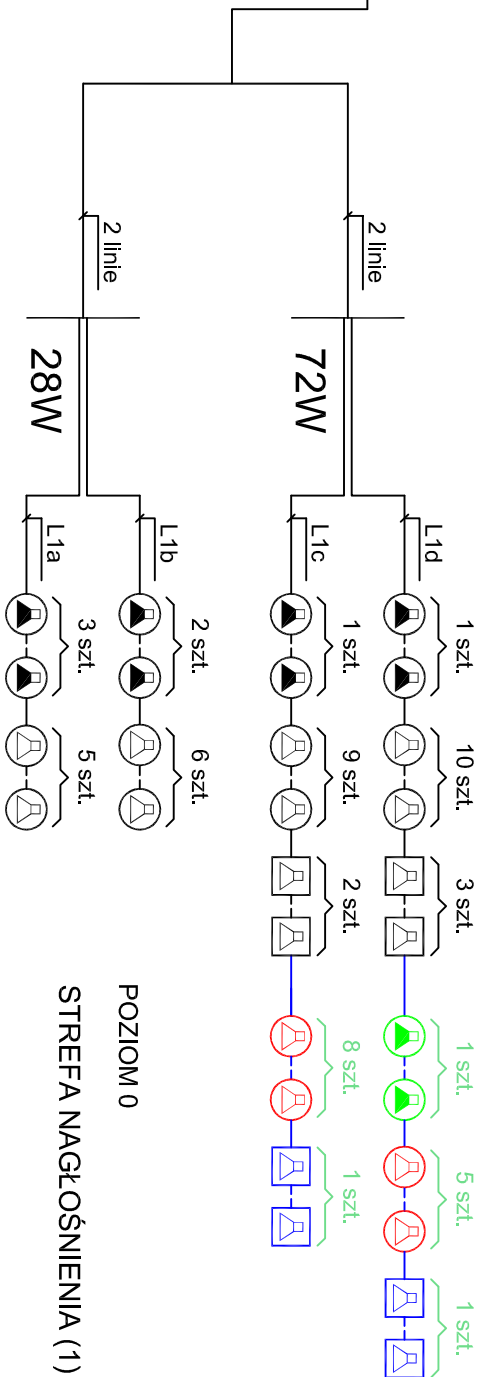 2 linie
72W
L1d
1 szt.
10 szt.
3 szt.
1 szt.
5 szt.
1 szt.
L1c
1 szt.
9 szt.
2 szt.
8 szt.
1 szt.
2 linie
28W
L1b
2 szt.
6 szt.
L1a
3 szt.
5 szt.
POZIOM 0
STREFA NAGŁOŚNIENIA (1)